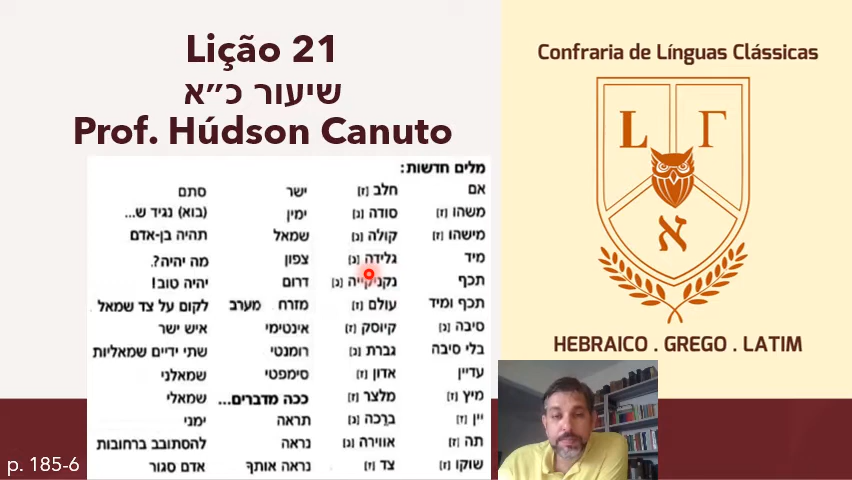 Lição 21
שיעור כ״א
Prof. Húdson Canuto
מלים חדשות:
אם
משהו [ז]
מישהו [ז]
מיד
תכף
תכף ומיד
סיבה [נ]
בלי סיבה
עדיין
מיץ [ז]
יין [ז]
תה [ז]
שוקו [ז]
חלב [ז]
סודה [נ]
קולה [נ]
גלידה [נ]
נקניקייה [נ]
עולם [ז]
קיוסק [ז]
גברת [נ]
אדון [ז]
מלצר [ז]
ברכה [נ]
אווירה [נ]
צד [ז]
ישר
ימין
שמאל
צפון
דרום
מזרח מערב
אינטימי
רומנטי
סימפטי
ככה מדברים...
תראה
נראה
נראה אותךָ
סתם
(בוא) נגיד ש...
תהיה בן-אדם
מה יהיה?.
יהיה טוב!
לקום על צד שמאל
איש ישר
שתי ידיים שמאליות
שמאלני
שמאלי
ימני
להסתובב ברחובות
אדם סגור
p. 185-6
Confraria de Línguas Clássicas
L Γ
א
HEBRAICO . GREGO . LATIM